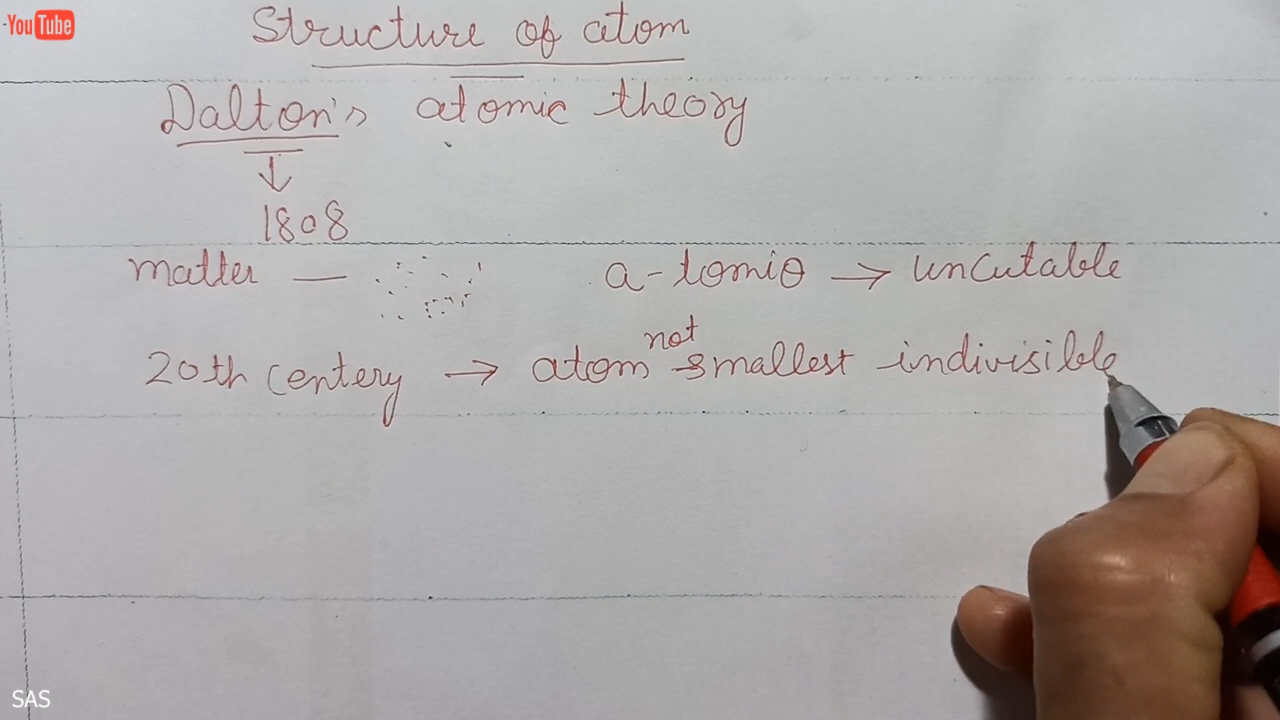 YouTube
Structure of atom
Dalton's atomic theory
↓
1808
matter — a-tomio → uncutable
20th centery → atom not smallest indivisible
SAS